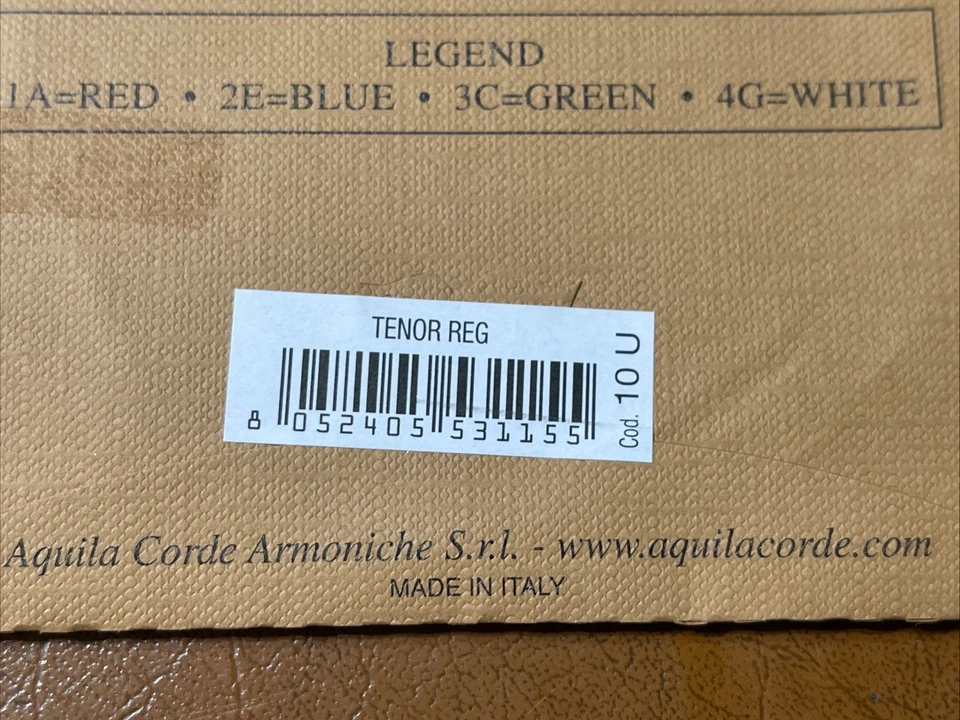 LEGEND
1A=RED • 2E=BLUE • 3C=GREEN • 4G=WHITE
TENOR REG
8 052405 531155
Cod. 10 U
Aquila Corde Armoniche S.r.l. - www.aquilacorde.com
MADE IN ITALY